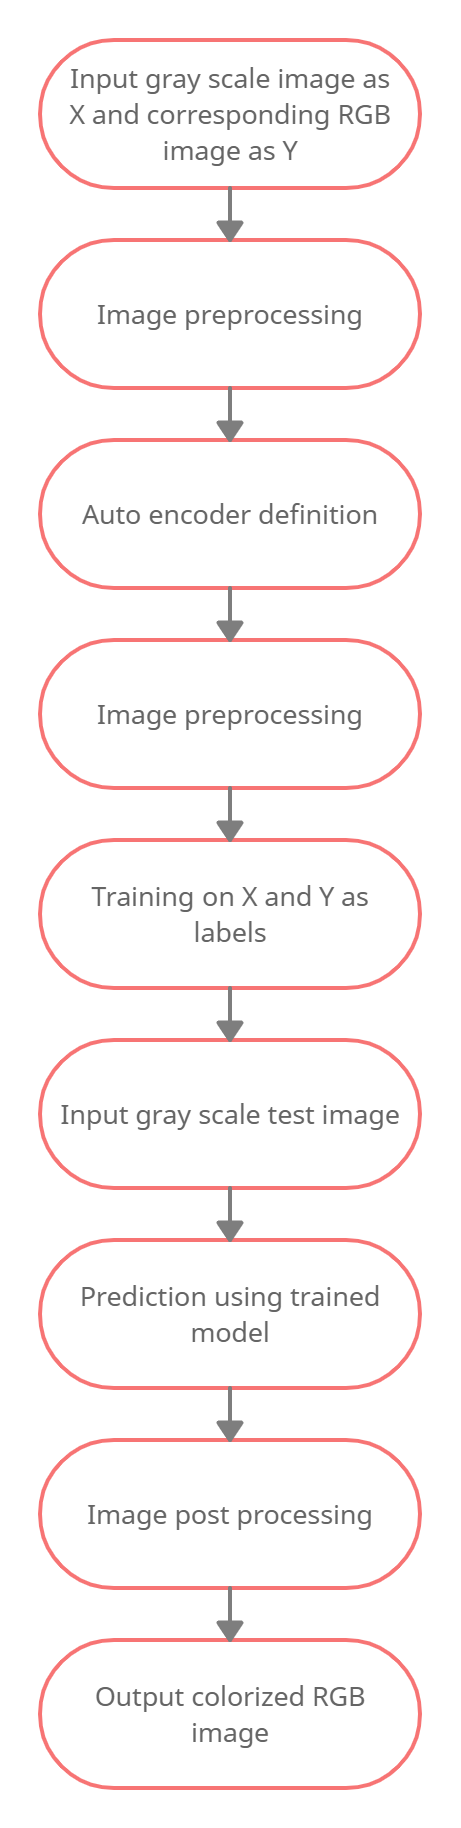 Input gray scale image as
X and corresponding RGB
image as Y
Image preprocessing
Auto encoder definition
Image preprocessing
Training on X and Y as
labels
Input gray scale test image
Prediction using trained
model
Image post processing
Output colorized RGB
image